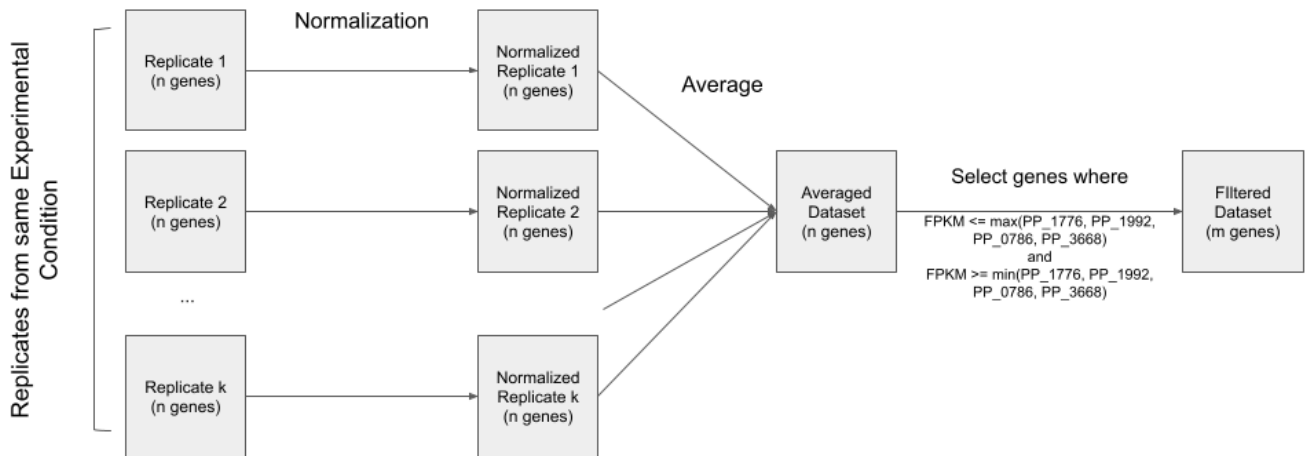 Replicates from same Experimental
Condition
Normalization
Replicate 1
(n genes)
Normalized
Replicate 1
(n genes)
Average
Replicate 2
(n genes)
Normalized
Replicate 2
(n genes)
Averaged
Dataset
(n genes)
Select genes where
FPKM <= max(PP_1776, PP_1992,
PP_0786, PP_3668)
and
FPKM >= min(PP_1776, PP_1992,
PP_0786, PP_3668)
FIltered
Dataset
(m genes)
...
Replicate k
(n genes)
Normalized
Replicate k
(n genes)